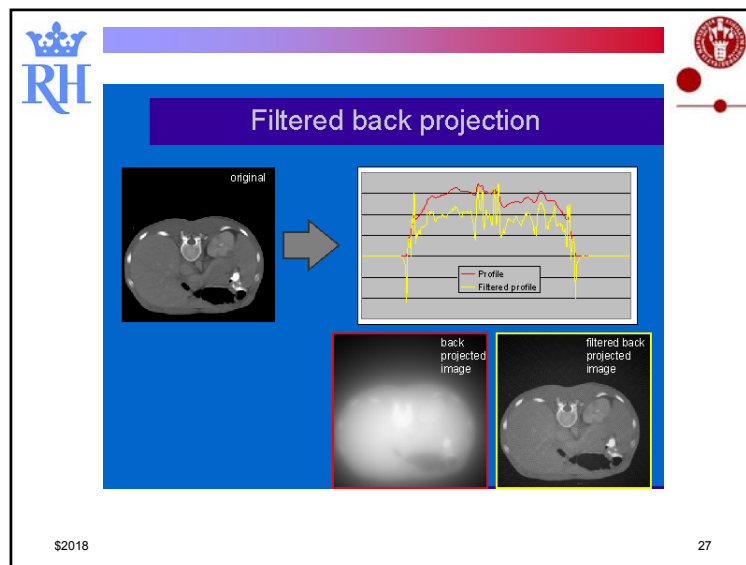 RH
Filtered back projection
original
Profile
Filtered profile
back
projected
image
filtered back
projected
image
$2018
27